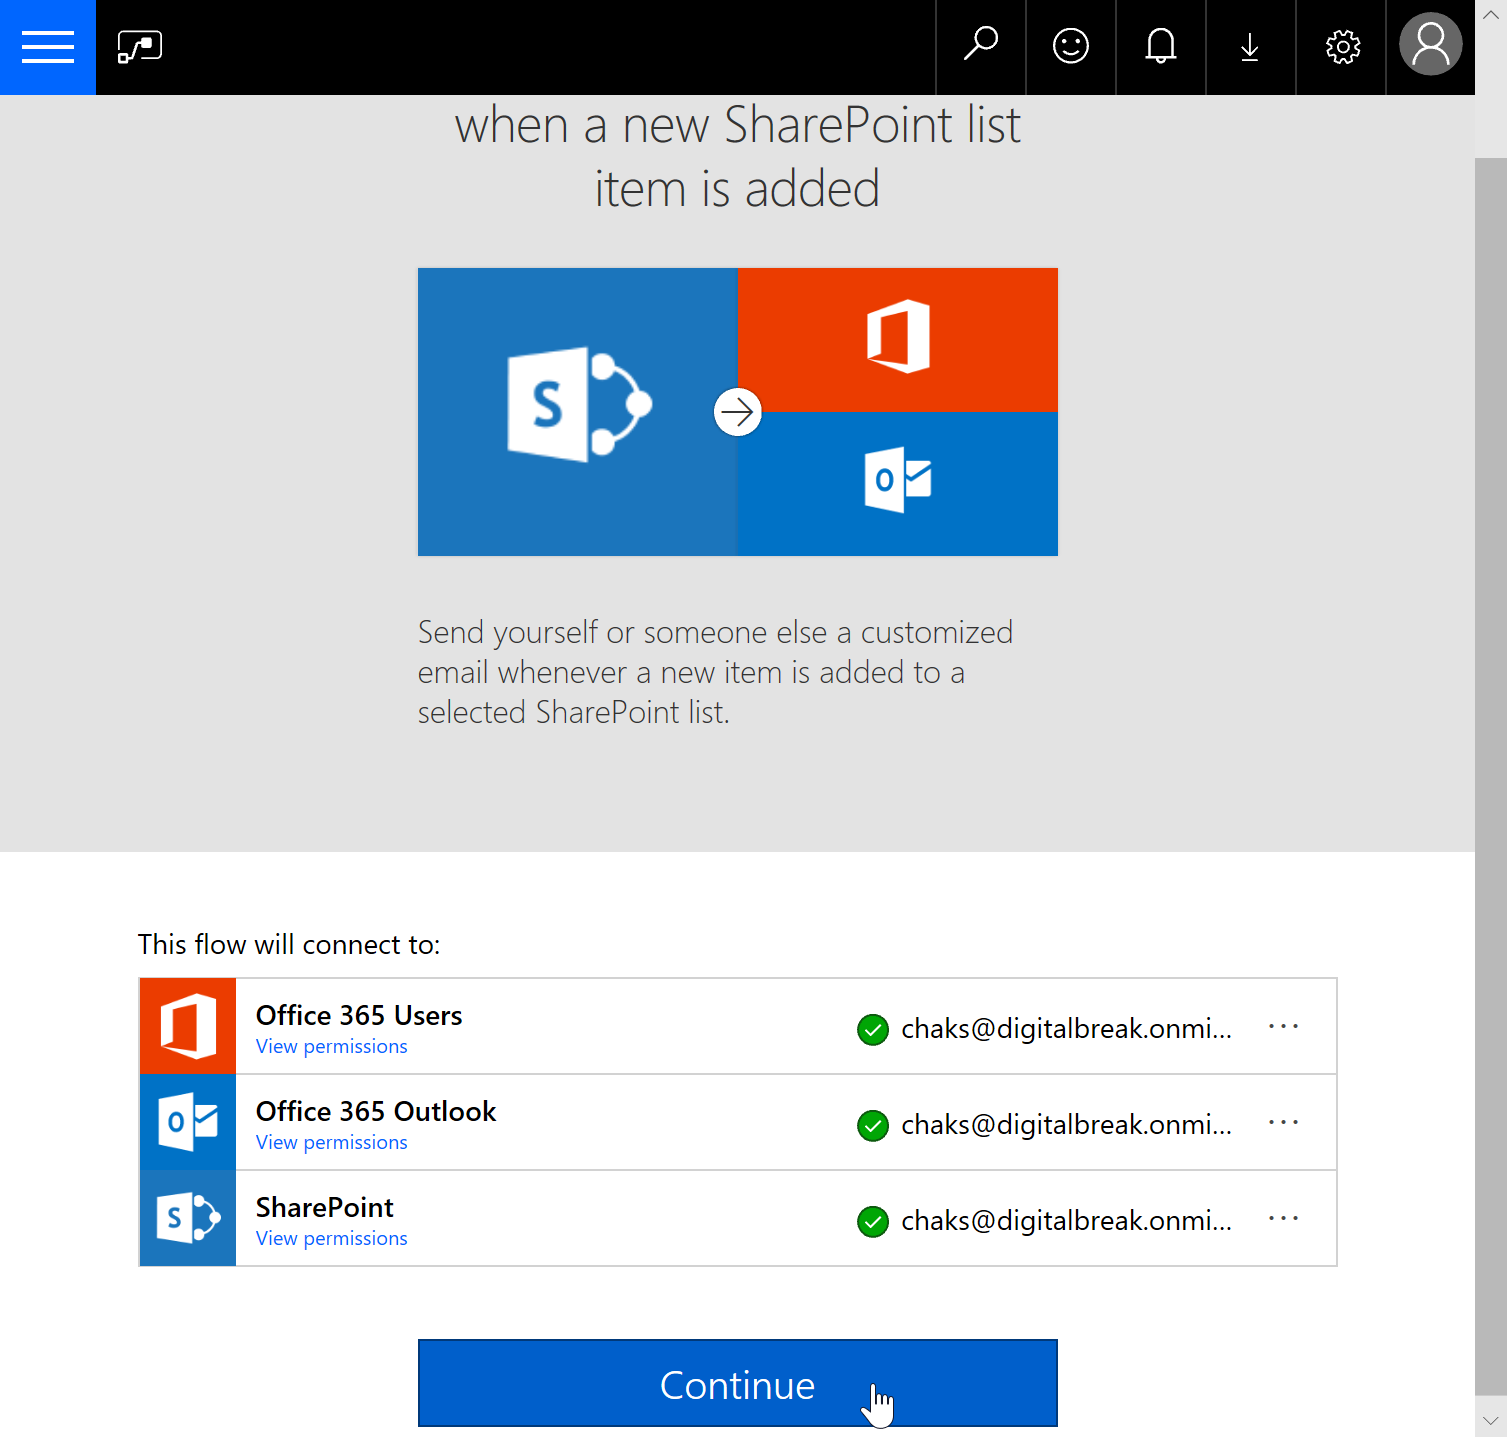 when a new SharePoint list
item is added
S
O
Send yourself or someone else a customized
email whenever a new item is added to a
selected SharePoint list.
This flow will connect to:
Office 365 Users
View permissions
chaks@digitalbreak.onmi...
O
Office 365 Outlook
View permissions
chaks@digitalbreak.onmi...
S
SharePoint
View permissions
chaks@digitalbreak.onmi...
Continue